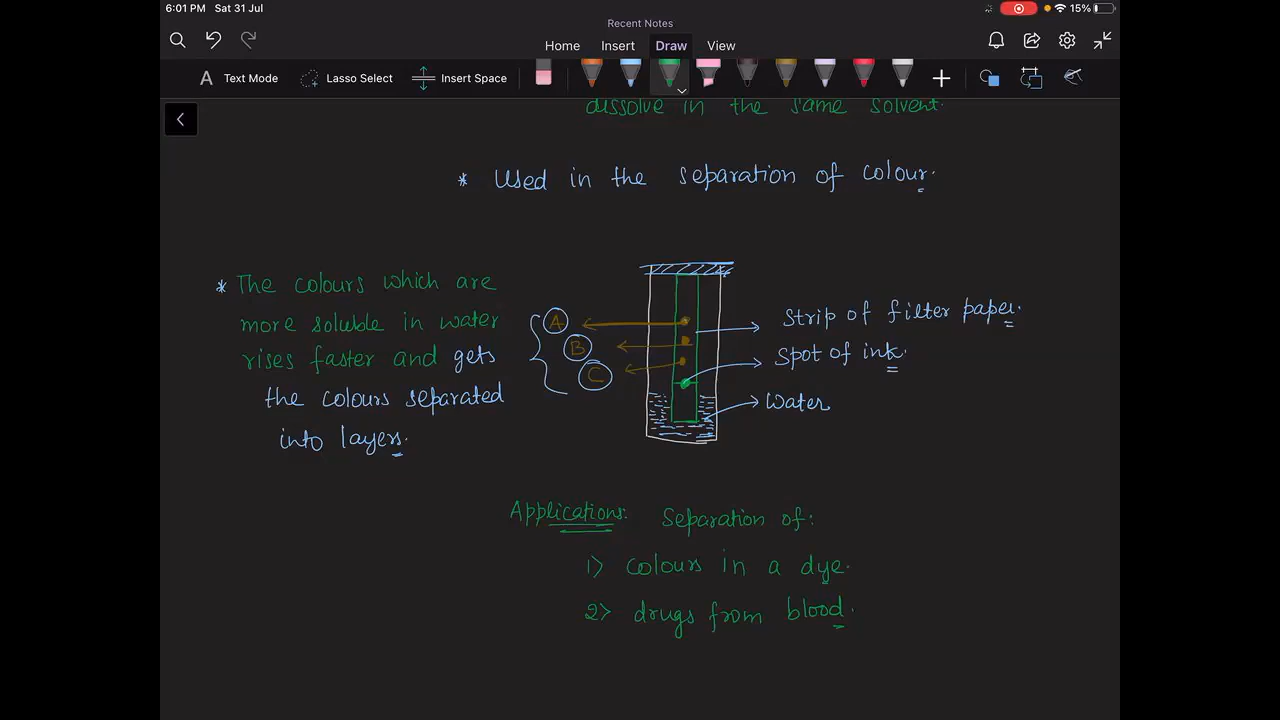 6:01 PM Sat 31 Jul
15%
Recent Notes
Home Insert Draw View
A Text Mode Lasso Select Insert Space
dissolve in the same solvent.
* Used in the separation of colour.
* The colours which are
more soluble in water
rises faster and gets
the colours separated
into layers.
A
B
C
Strip of filter paper.
Spot of ink.
Water
Applications: Separation of:
1) colours in a dye.
2) drugs from blood.